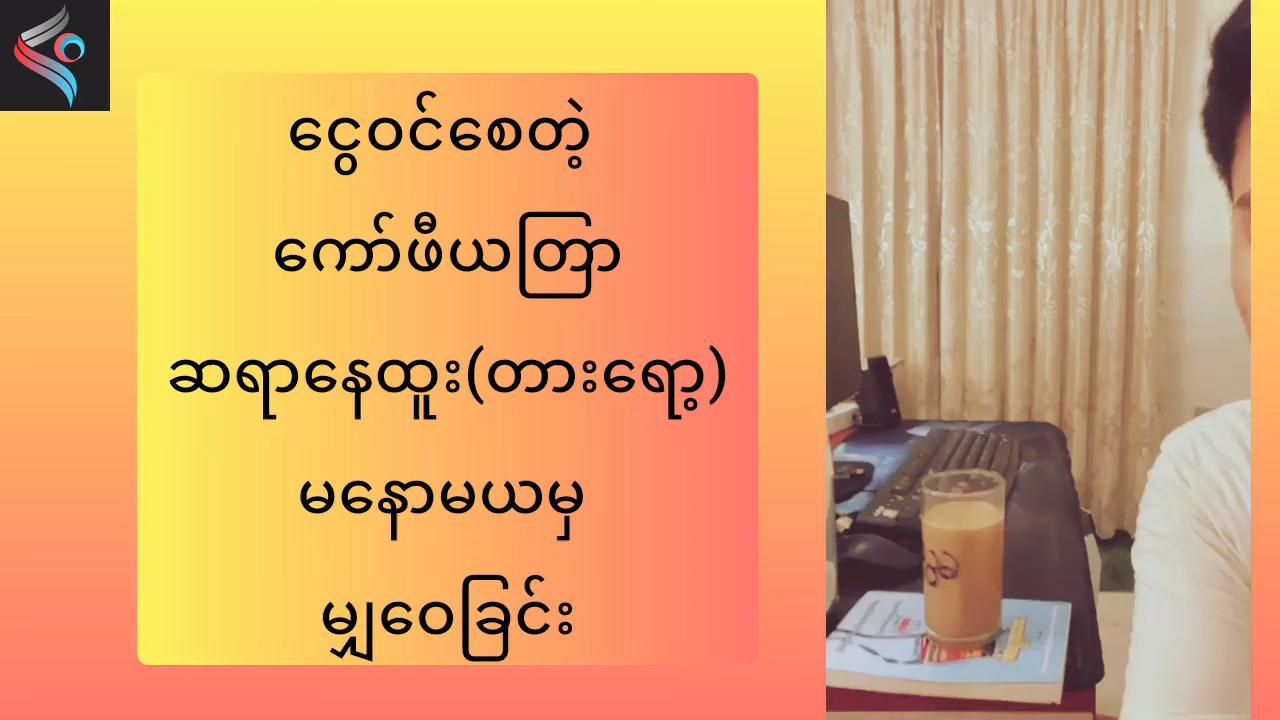 ငွေဝင်စေတဲ့
ကော်ဖီယတြာ
ဆရာနေထူး(တားရော့)
မနောမယမှ
မျှဝေခြင်း